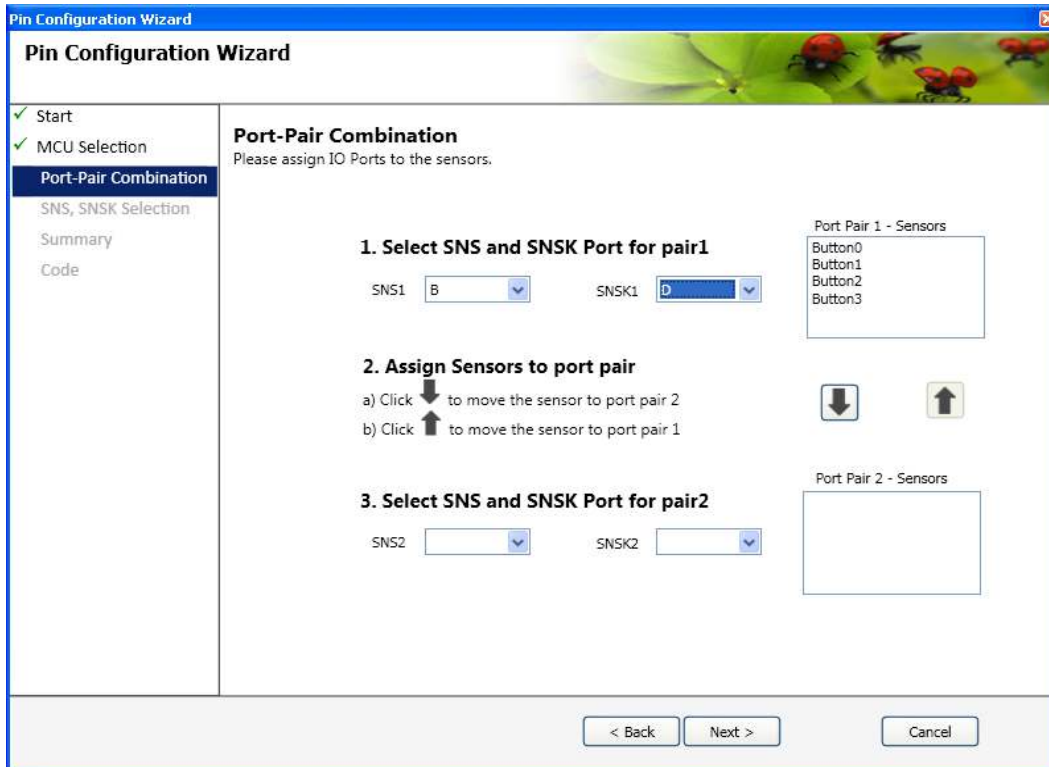 Pin Configuration Wizard
Pin Configuration Wizard
Start
MCU Selection
Port-Pair Combination
SNS, SNSK Selection
Summary
Code
Port-Pair Combination
Please assign IO Ports to the sensors.
1. Select SNS and SNSK Port for pair1
SNS1 B SNSK1 D
Port Pair 1 - Sensors
Button0
Button1
Button2
Button3
2. Assign Sensors to port pair
a) Click to move the sensor to port pair 2
b) Click to move the sensor to port pair 1
3. Select SNS and SNSK Port for pair2
SNS2 SNSK2
Port Pair 2 - Sensors
< Back Next > Cancel